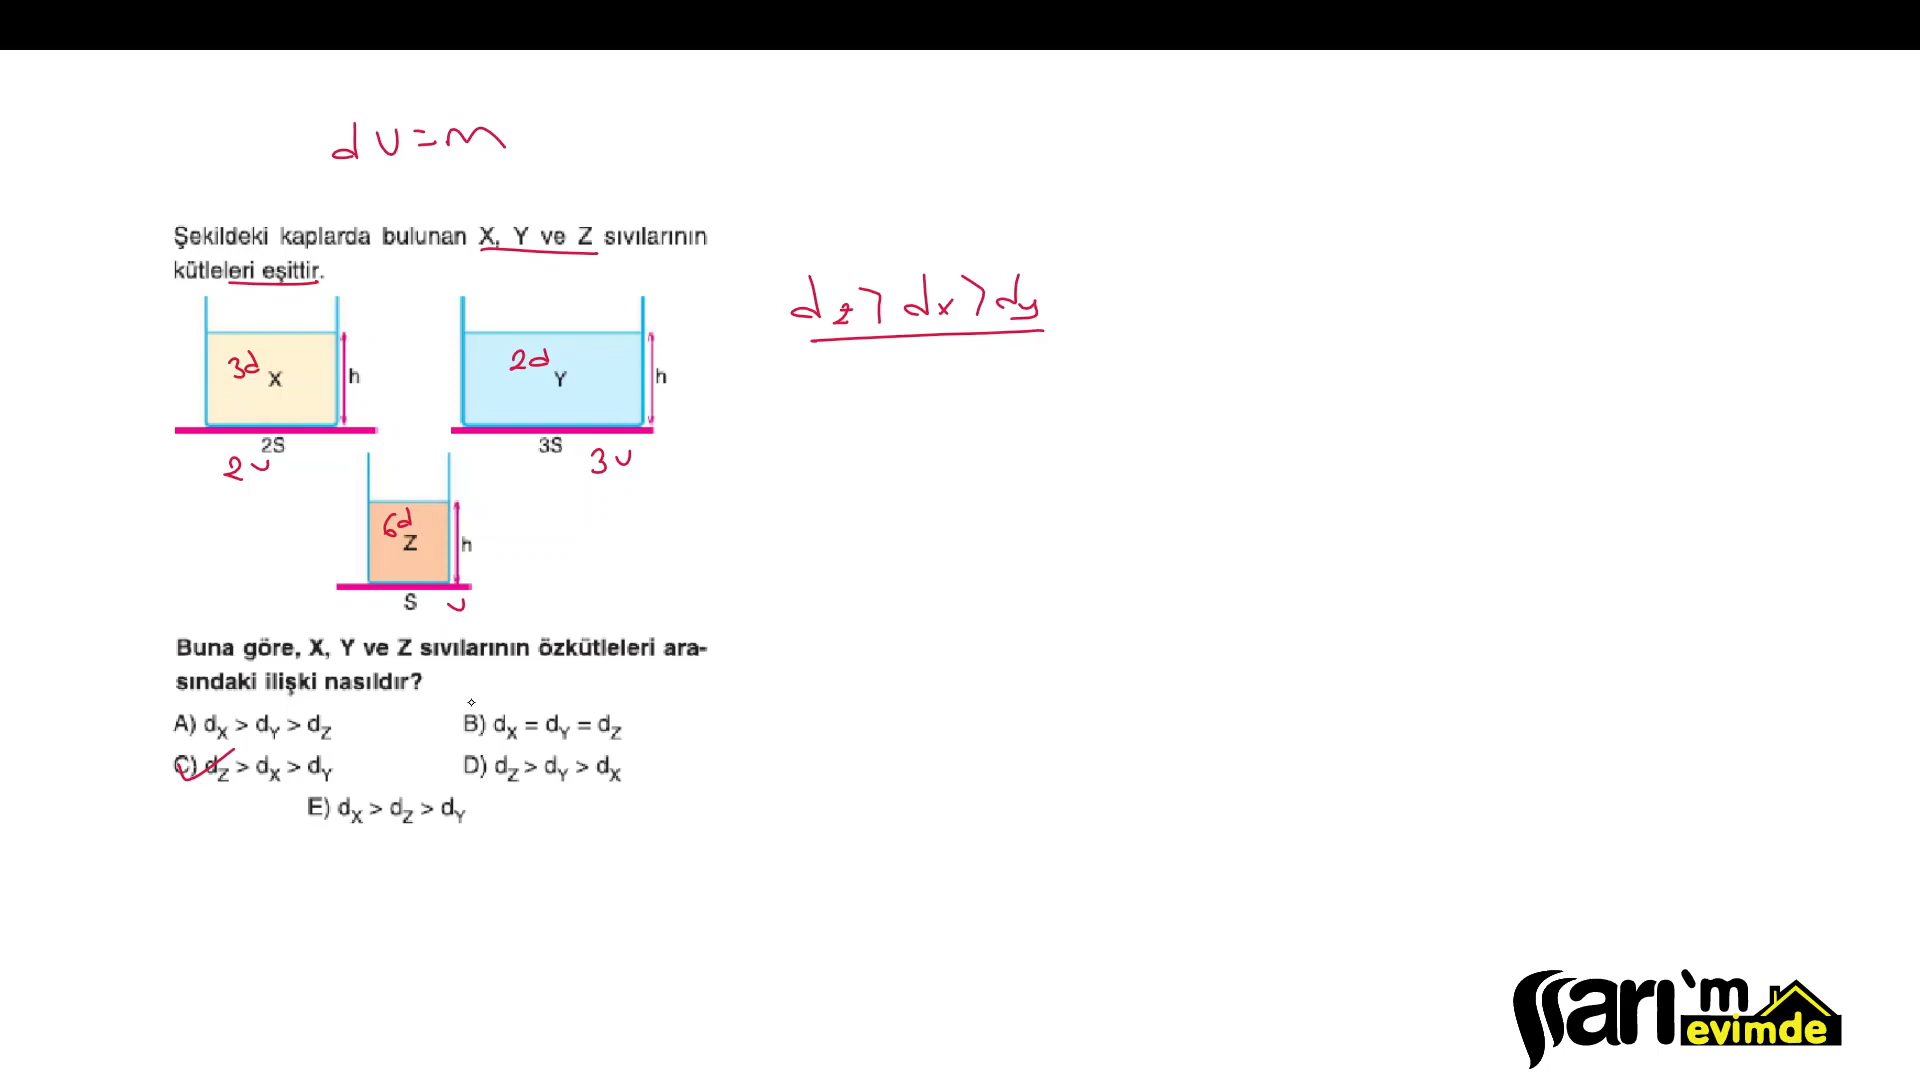 dv=m
Şekildeki kaplarda bulunan X, Y ve Z sıvılarının
kütleleri eşittir.
dz > dx > dy
3d
X
h
2d
Y
h
2S
3S
2v
3v
6d
Z
h
S
v
Buna göre, X, Y ve Z sıvılarının özkütleleri ara-
sındaki ilişki nasıldır?
A) dX > dY > dZ
B) dX = dY = dZ
C) dZ > dX > dY
D) dZ > dY > dX
E) dX > dZ > dY
Sarı'm
evimde